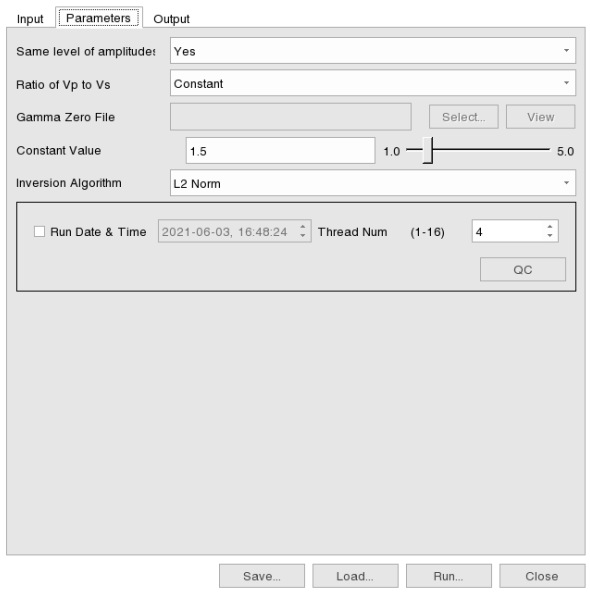 Input Parameters Output
Same level of amplitudes Yes
Ratio of Vp to Vs Constant
Gamma Zero File Select... View
Constant Value 1.5 1.0 5.0
Inversion Algorithm L2 Norm
Run Date & Time 2021-06-03, 16:48:24 Thread Num (1-16) 4
QC
Save... Load... Run... Close